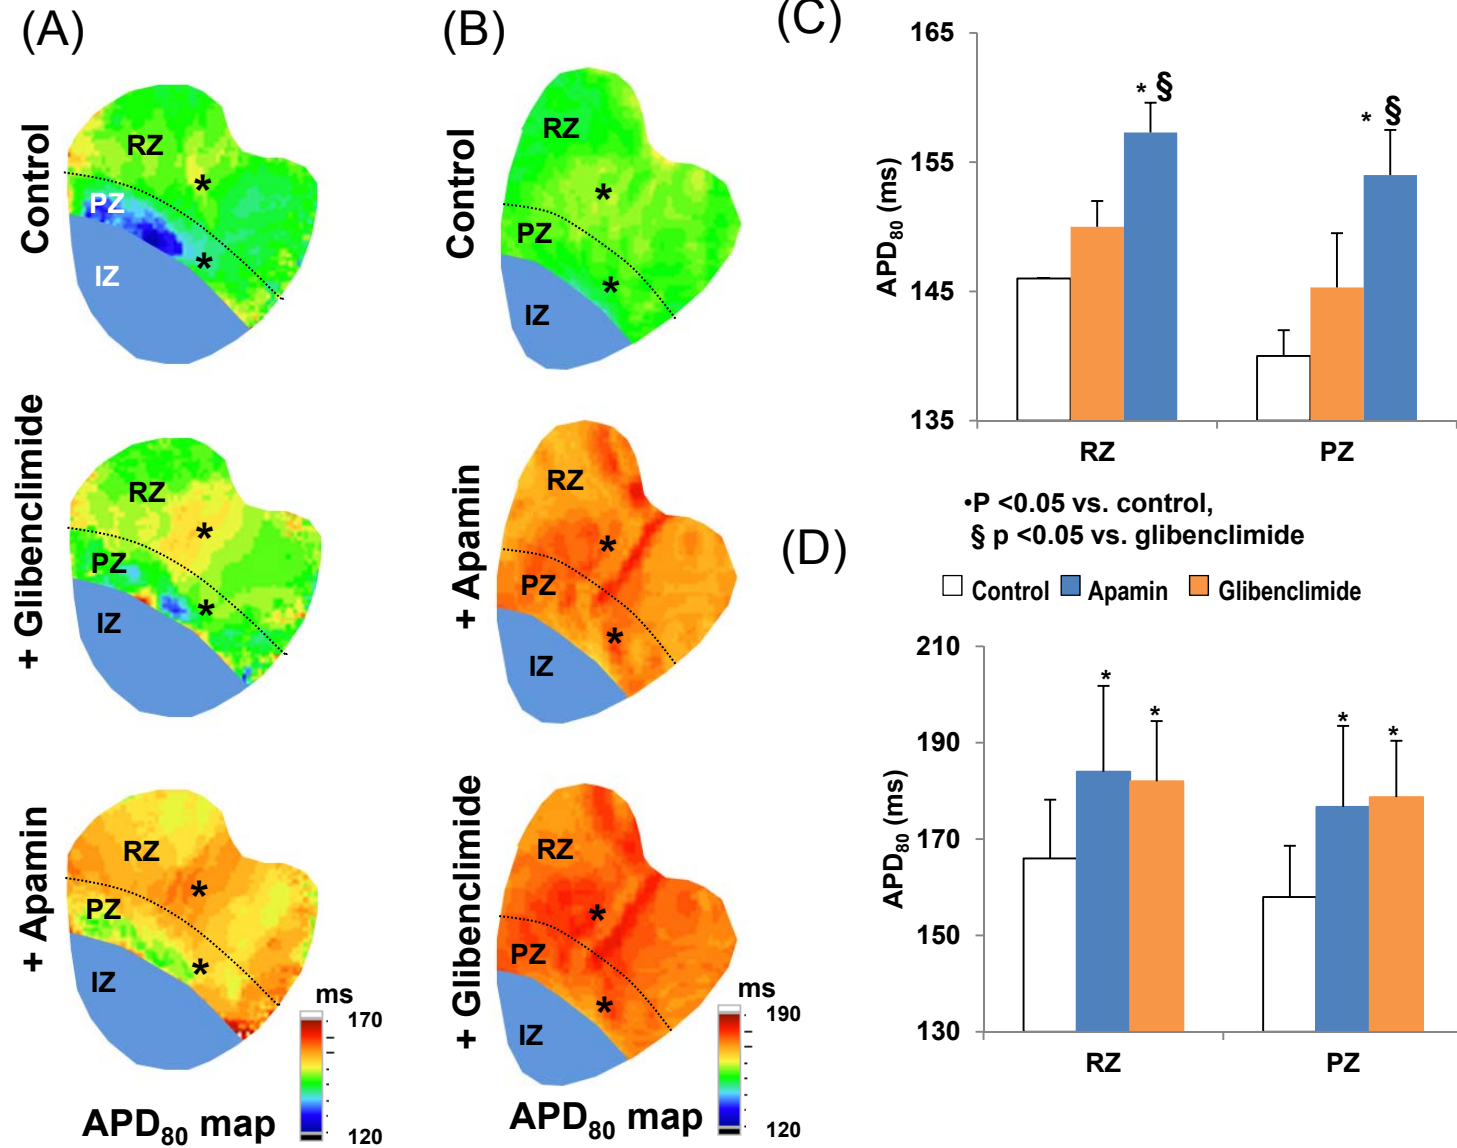 (A)
Control
RZ
*
PZ
*
IZ
+ Glibenclimide
RZ
*
PZ
*
IZ
+ Apamin
RZ
*
PZ
*
IZ
ms
170
120
APD80 map
(B)
Control
RZ
*
PZ
*
IZ
+ Apamin
RZ
*
PZ
*
IZ
+ Glibenclimide
RZ
*
PZ
*
IZ
ms
190
120
APD80 map
(C)
APD80 (ms)
165
155
145
135
* §
* §
RZ PZ
•P <0.05 vs. control,
§ p <0.05 vs. glibenclimide
(D)
Control Apamin Glibenclimide
APD80 (ms)
210
190
170
150
130
* *
* *
RZ PZ